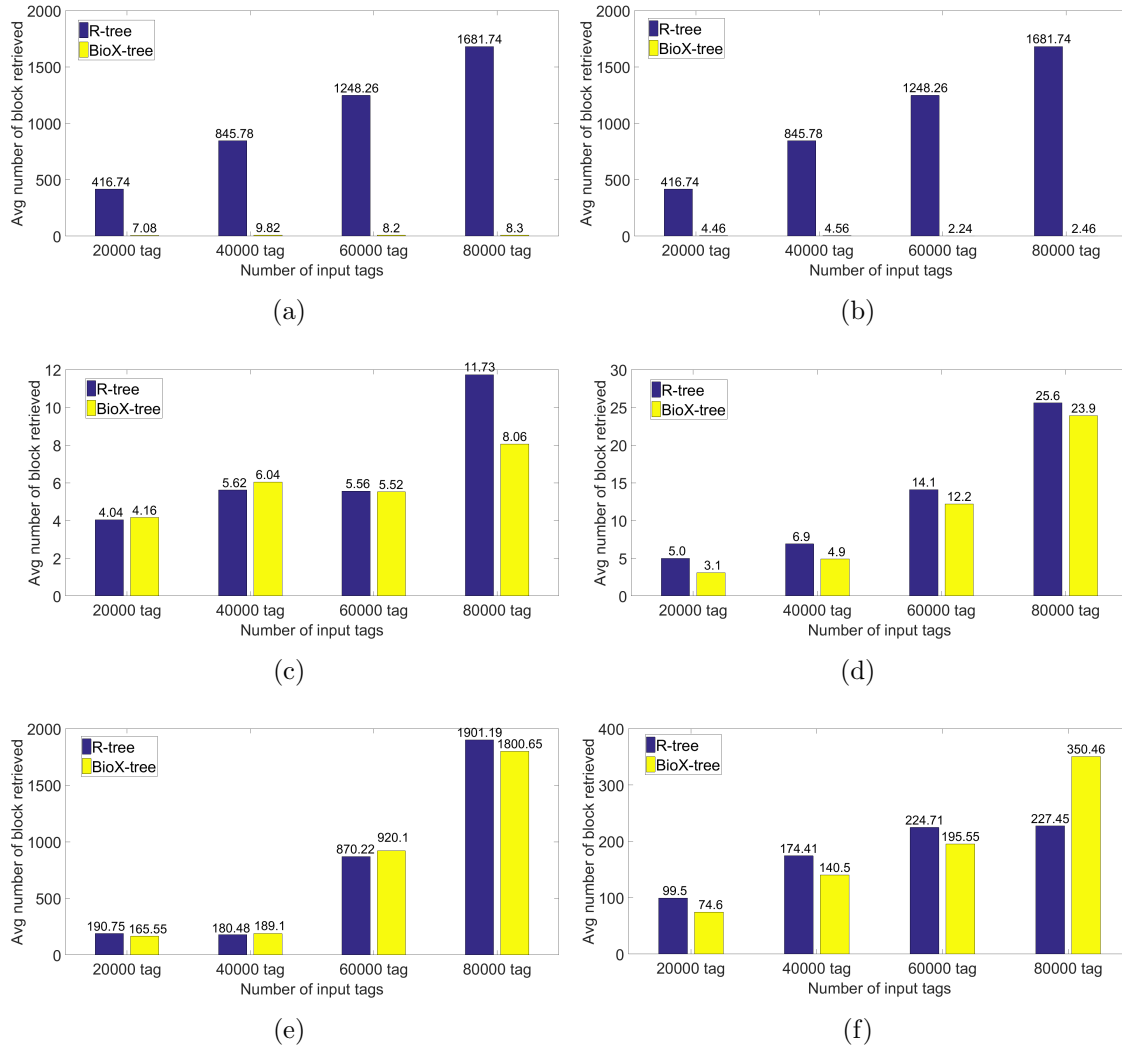 2000
1500
1000
500
0
Avg number of block retrieved
R-tree
BioX-tree
416.74
7.08
845.78
9.82
1248.26
8.2
1681.74
8.3
20000 tag
40000 tag
60000 tag
80000 tag
Number of input tags
(a)
2000
1500
1000
500
0
Avg number of block retrieved
R-tree
BioX-tree
416.74
4.46
845.78
4.56
1248.26
2.24
1681.74
2.46
20000 tag
40000 tag
60000 tag
80000 tag
Number of input tags
(b)
12
10
8
6
4
2
0
Avg number of block retrieved
R-tree
BioX-tree
4.04
4.16
5.62
6.04
5.56
5.52
11.73
8.06
20000 tag
40000 tag
60000 tag
80000 tag
Number of input tags
(c)
30
25
20
15
10
5
0
Avg number of block retrieved
R-tree
BioX-tree
5.0
3.1
6.9
4.9
14.1
12.2
25.6
23.9
20000 tag
40000 tag
60000 tag
80000 tag
Number of input tags
(d)
2000
1500
1000
500
0
Avg number of block retrieved
R-tree
BioX-tree
190.75
165.55
180.48
189.1
870.22
920.1
1901.19
1800.65
20000 tag
40000 tag
60000 tag
80000 tag
Number of input tags
(e)
400
300
200
100
0
Avg number of block retrieved
R-tree
BioX-tree
99.5
74.6
174.41
140.5
224.71
195.55
227.45
350.46
20000 tag
40000 tag
60000 tag
80000 tag
Number of input tags
(f)